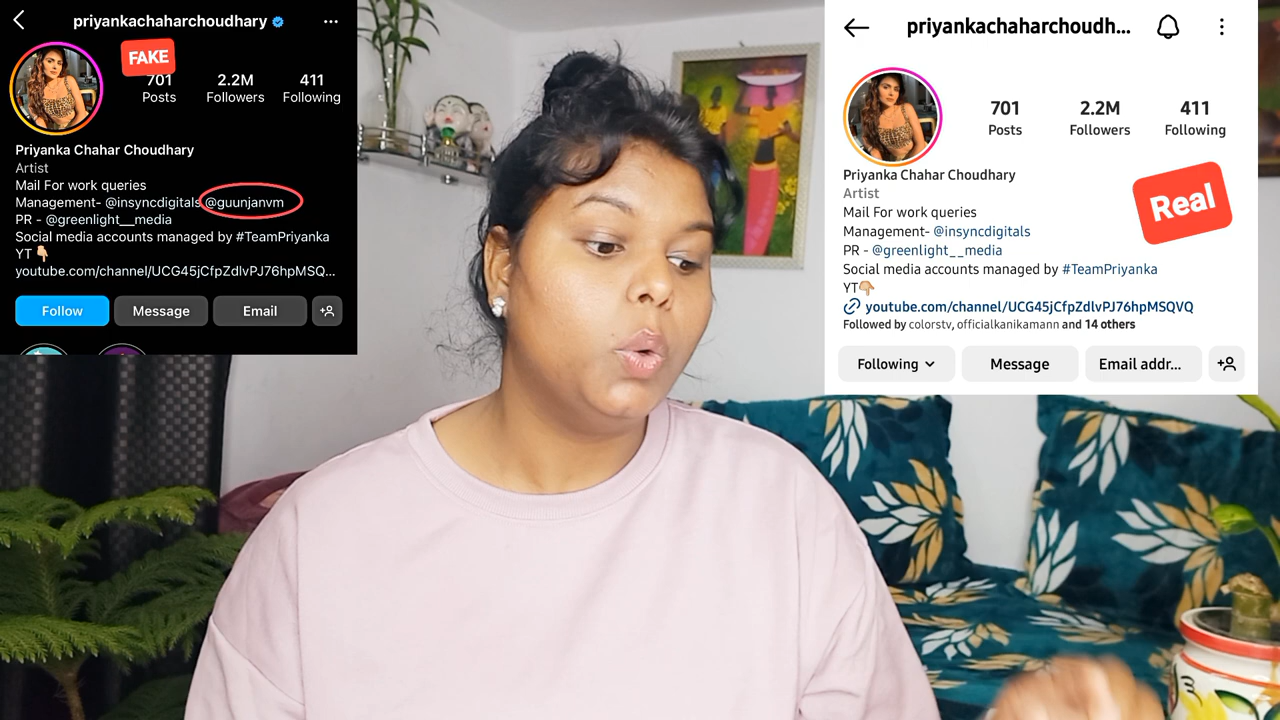 priyankachaharchoudhary
FAKE
701 2.2M 411
Posts Followers Following
Priyanka Chahar Choudhary
Artist
Mail For work queries
Management- @insyncdigitals @guunjanvm
PR - @greenlight__media
Social media accounts managed by #TeamPriyanka
YT👇🏼
youtube.com/channel/UCG45jCfpZdlvPJ76hpMSQ...
Follow Message Email
priyankachaharchoudh...
701 2.2M 411
Posts Followers Following
Real
Priyanka Chahar Choudhary
Artist
Mail For work queries
Management- @insyncdigitals
PR - @greenlight__media
Social media accounts managed by #TeamPriyanka
YT👇🏼
youtube.com/channel/UCG45jCfpZdlvPJ76hpMSQVQ
Followed by colorstv, officialkanikamann and 14 others
Following Message Email addr...